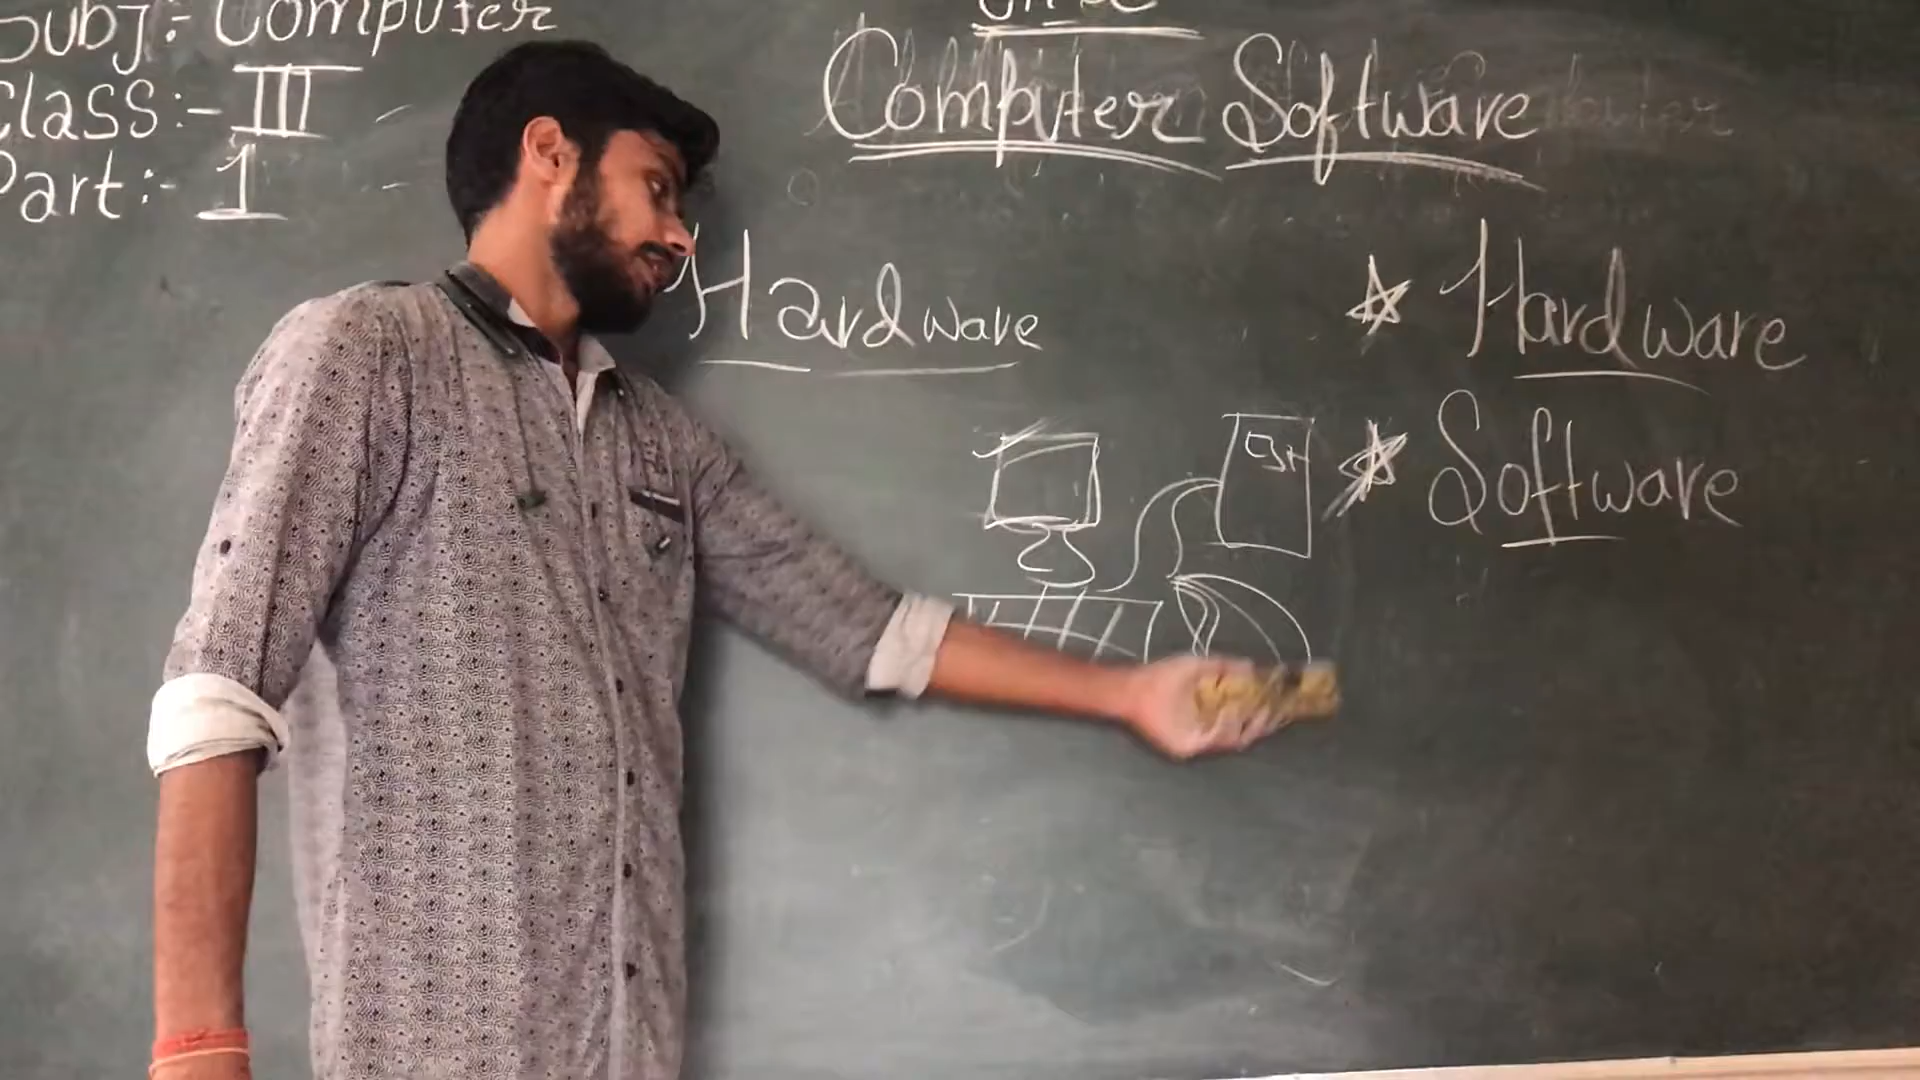 Subj:- Computer
Class:- III
Part:- 1
Computer Software
Hardware
Hardware
Software